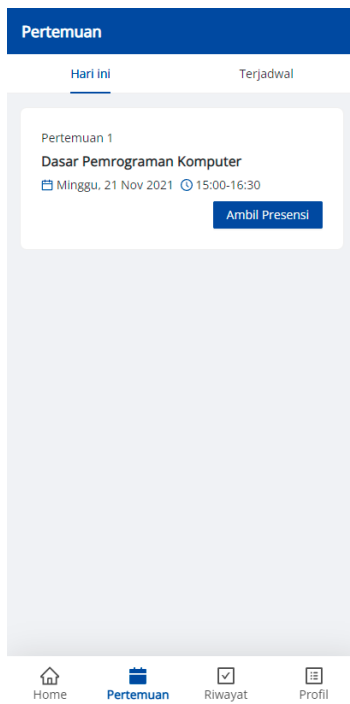 Pertemuan
Hari ini Terjadwal
Pertemuan 1
Dasar Pemrograman Komputer
Minggu, 21 Nov 2021 15:00-16:30
Ambil Presensi
Home Pertemuan Riwayat Profil